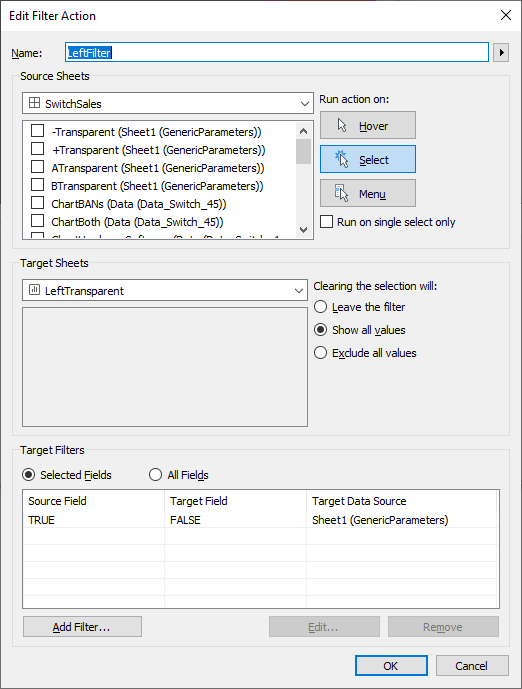 Edit Filter Action
Name: LeftFilter
Source Sheets
SwitchSales
-Transparent (Sheet1 (GenericParameters))
+Transparent (Sheet1 (GenericParameters))
ATransparent (Sheet1 (GenericParameters))
BTransparent (Sheet1 (GenericParameters))
ChartBANs (Data (Data_Switch_45))
ChartBoth (Data (Data_Switch_45))
Run action on:
Hover
Select
Menu
Run on single select only
Target Sheets
LeftTransparent
Clearing the selection will:
Leave the filter
Show all values
Exclude all values
Target Filters
Selected Fields All Fields
Source Field Target Field Target Data Source
TRUE FALSE Sheet1 (GenericParameters)
Add Filter... Edit... Remove
OK Cancel